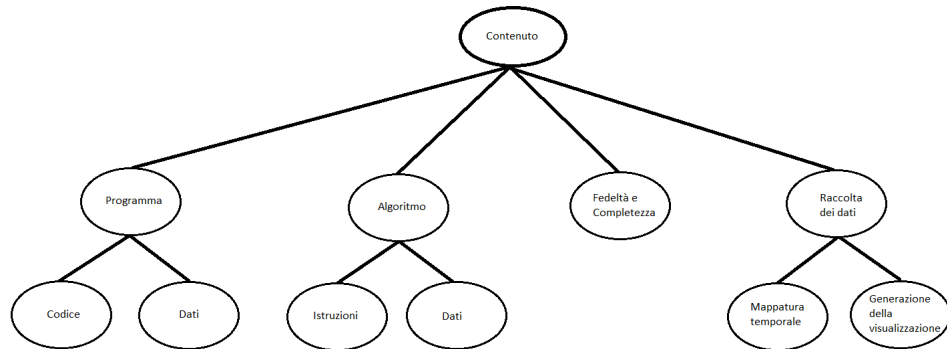 Contenuto
Programma
Algoritmo
Fedeltà e
Completezza
Raccolta
dei dati
Codice
Dati
Istruzioni
Dati
Mappatura
temporale
Generazione
della
visualizzazione